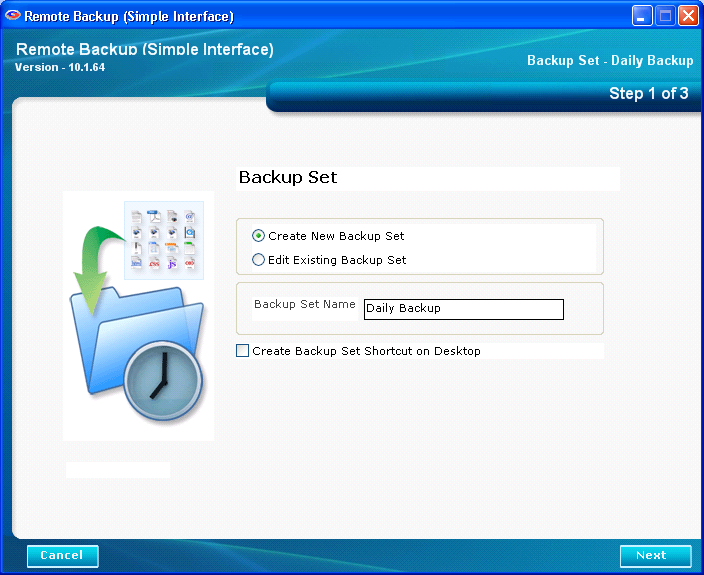 Remote Backup (Simple Interface)
Remote Backup (Simple Interface)
Version - 10.1.64
Backup Set - Daily Backup
Step 1 of 3
Backup Set
Create New Backup Set
Edit Existing Backup Set
Backup Set Name
Daily Backup
Create Backup Set Shortcut on Desktop
Cancel
Next